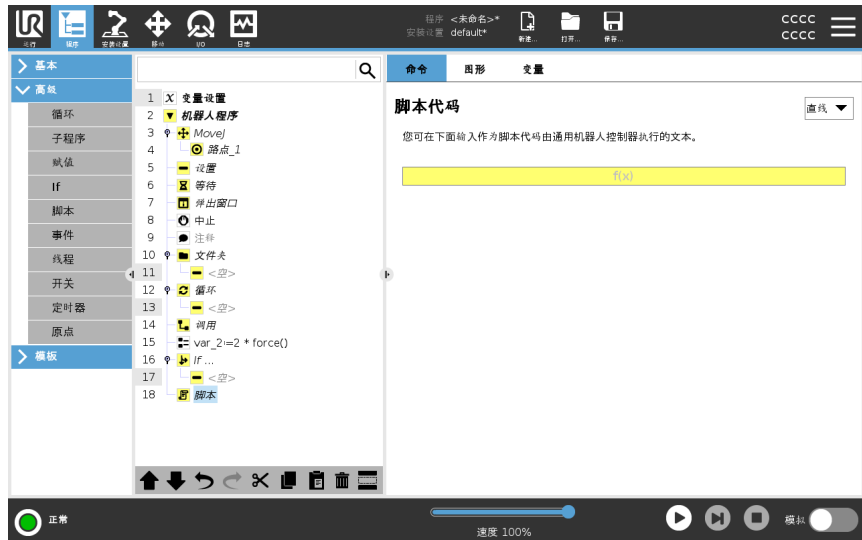 程序 <未命名>*
安装设置 default*
新建... 打开... 保存...
CCCC
CCCC
运行 程序 安装设置 移动 I/O 日志
基本
高级
循环
子程序
赋值
If
脚本
事件
线程
开关
定时器
原点
模板
1 变量设置
2 机器人程序
3 MoveJ
4 路点_1
5 设置
6 等待
7 弹出窗口
8 中止
9 注释
10 文件夹
11 <空>
12 循环
13 <空>
14 调用
15 var_2:=2 * force()
16 If ...
17 <空>
18 脚本
命令 图形 变量
脚本代码
直线
您可在下面输入作为脚本代码由通用机器人控制器执行的文本。
f(x)
正常
速度 100%
模拟